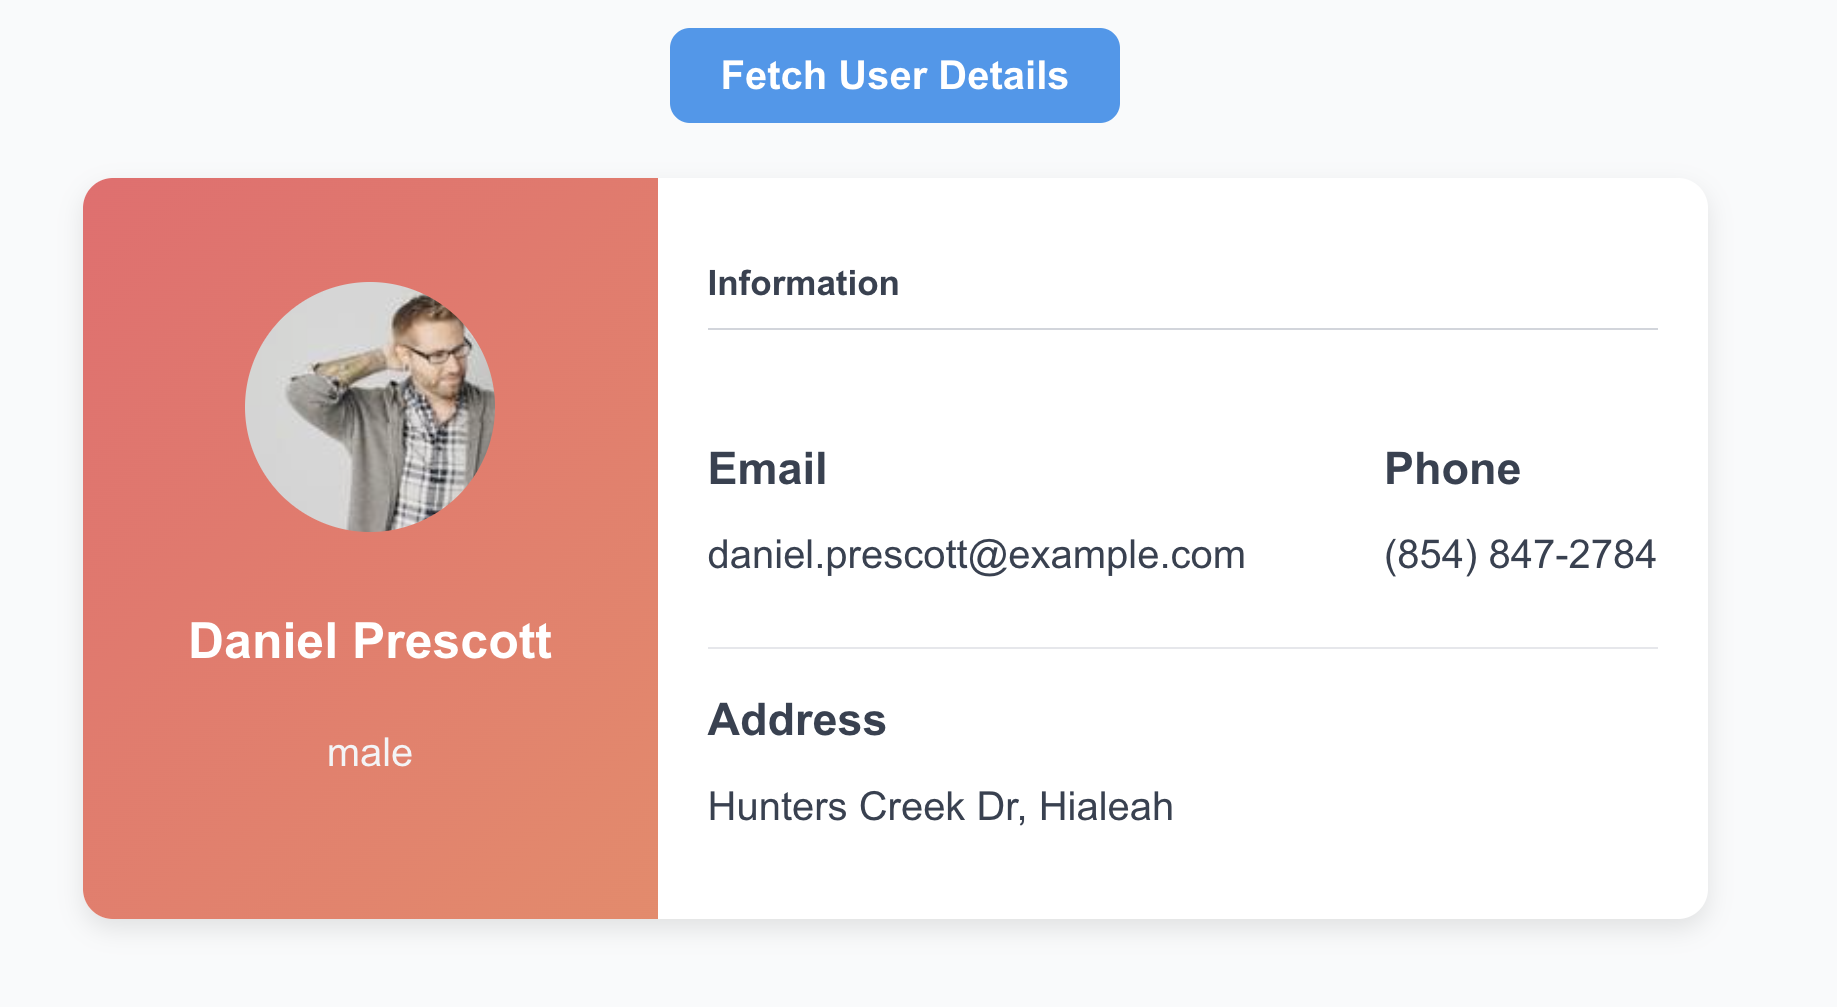 Fetch User Details
Information
Email
Phone
daniel.prescott@example.com
(854) 847-2784
Daniel Prescott
male
Address
Hunters Creek Dr, Hialeah